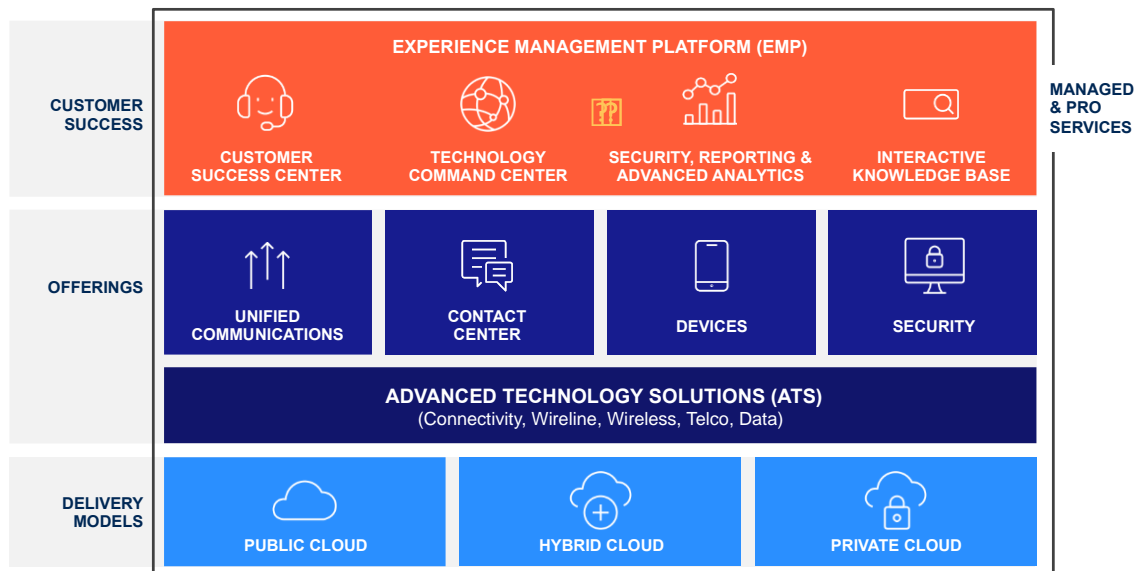 EXPERIENCE MANAGEMENT PLATFORM (EMP)
CUSTOMER
SUCCESS
MANAGED
& PRO
SERVICES
⁇
CUSTOMER
SUCCESS CENTER
TECHNOLOGY
COMMAND CENTER
SECURITY, REPORTING &
ADVANCED ANALYTICS
INTERACTIVE
KNOWLEDGE BASE
OFFERINGS
UNIFIED
COMMUNICATIONS
CONTACT
CENTER
DEVICES
SECURITY
ADVANCED TECHNOLOGY SOLUTIONS (ATS)
(Connectivity, Wireline, Wireless, Telco, Data)
DELIVERY
MODELS
PUBLIC CLOUD
HYBRID CLOUD
PRIVATE CLOUD